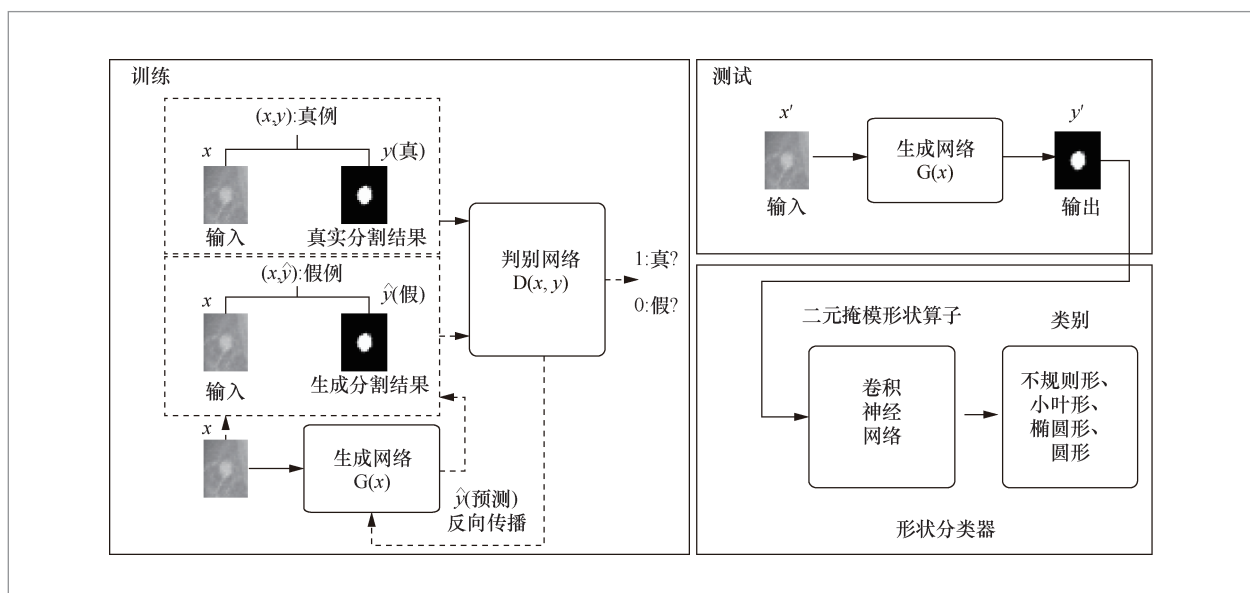 训练
(x,y):真例
x
y(真)
输入
真实分割结果
(x,ŷ):假例
x
ŷ(假)
输入
生成分割结果
x
生成网络
G(x)
ŷ(预测)
反向传播
判别网络
D(x, y)
1:真?
0:假?
测试
x′
y′
生成网络
G(x)
输入
输出
二元掩模形状算子
类别
卷积
神经
网络
不规则形、
小叶形、
椭圆形、
圆形
形状分类器